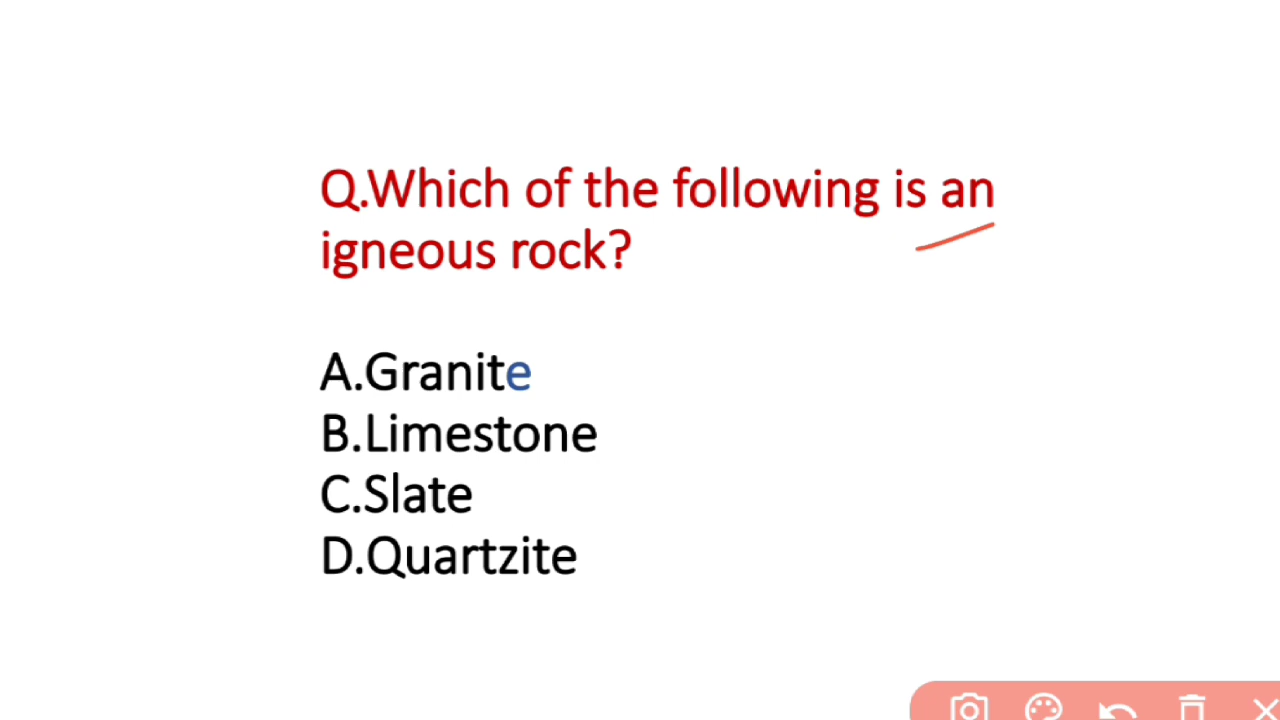 Q.Which of the following is an
igneous rock?
A.Granite
B.Limestone
C.Slate
D.Quartzite